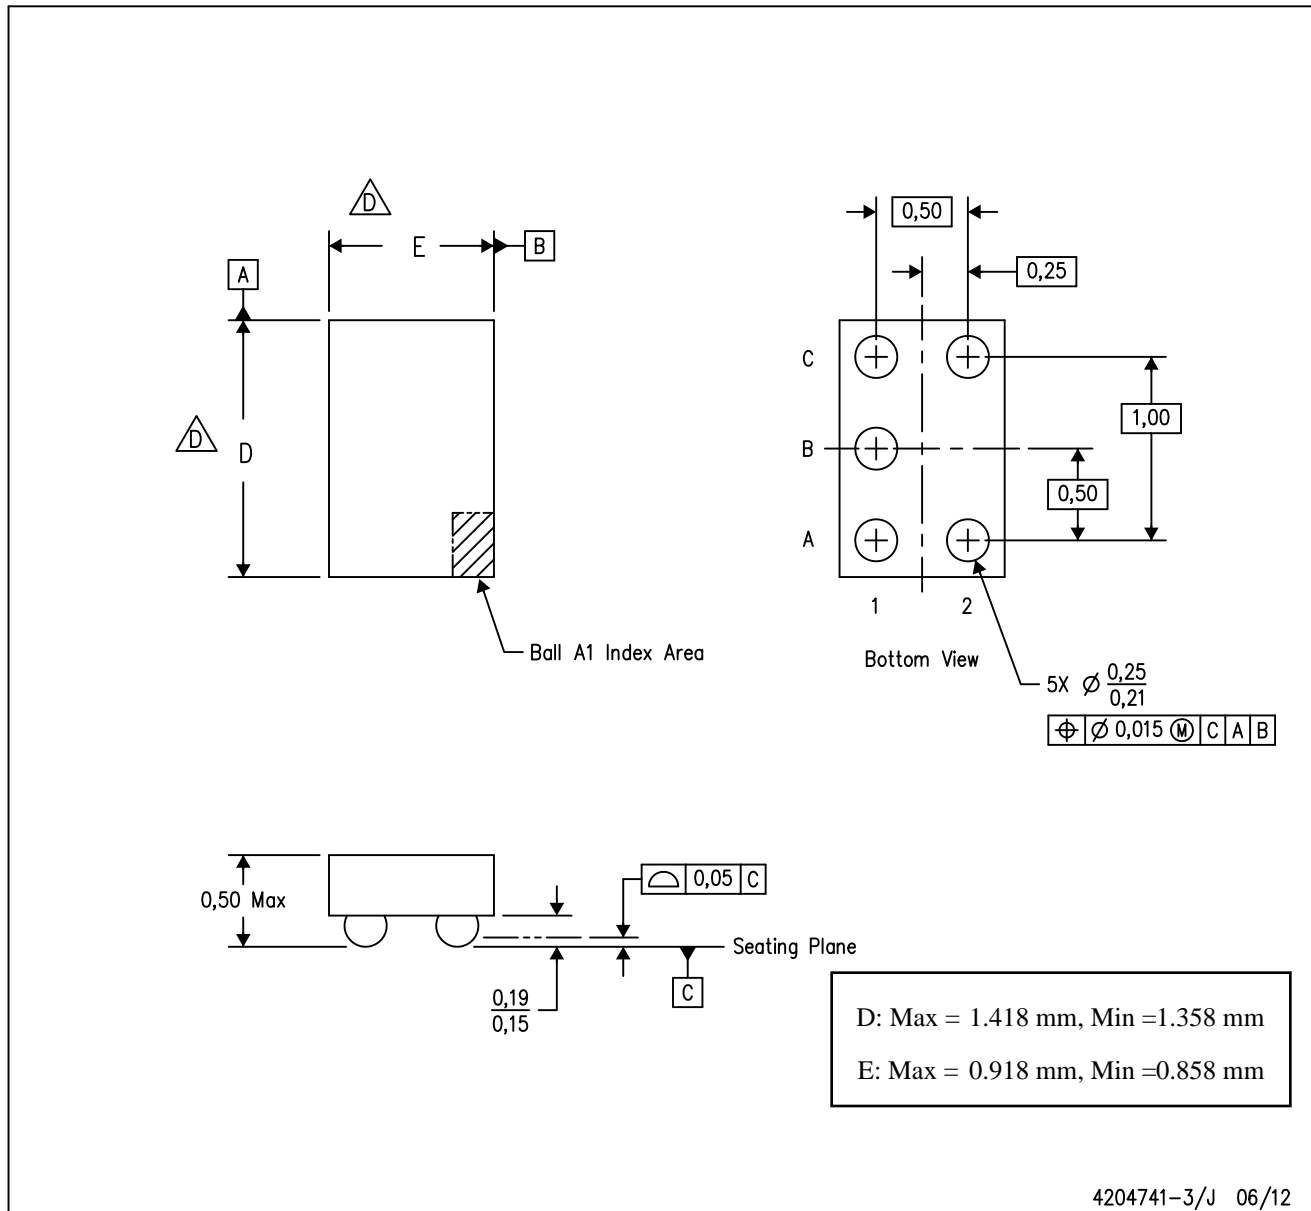 D
E
B
A
D
D
Ball A1 Index Area
0,50
0,25
C
B
A
1,00
0,50
1
2
Bottom View
5X Ø 0,25
0,21
⌖ Ø 0,015 Ⓜ C A B
0,50 Max
⌓ 0,05 C
Seating Plane
C
0,19
0,15
D: Max = 1.418 mm, Min =1.358 mm
E: Max = 0.918 mm, Min =0.858 mm
4204741-3/J 06/12